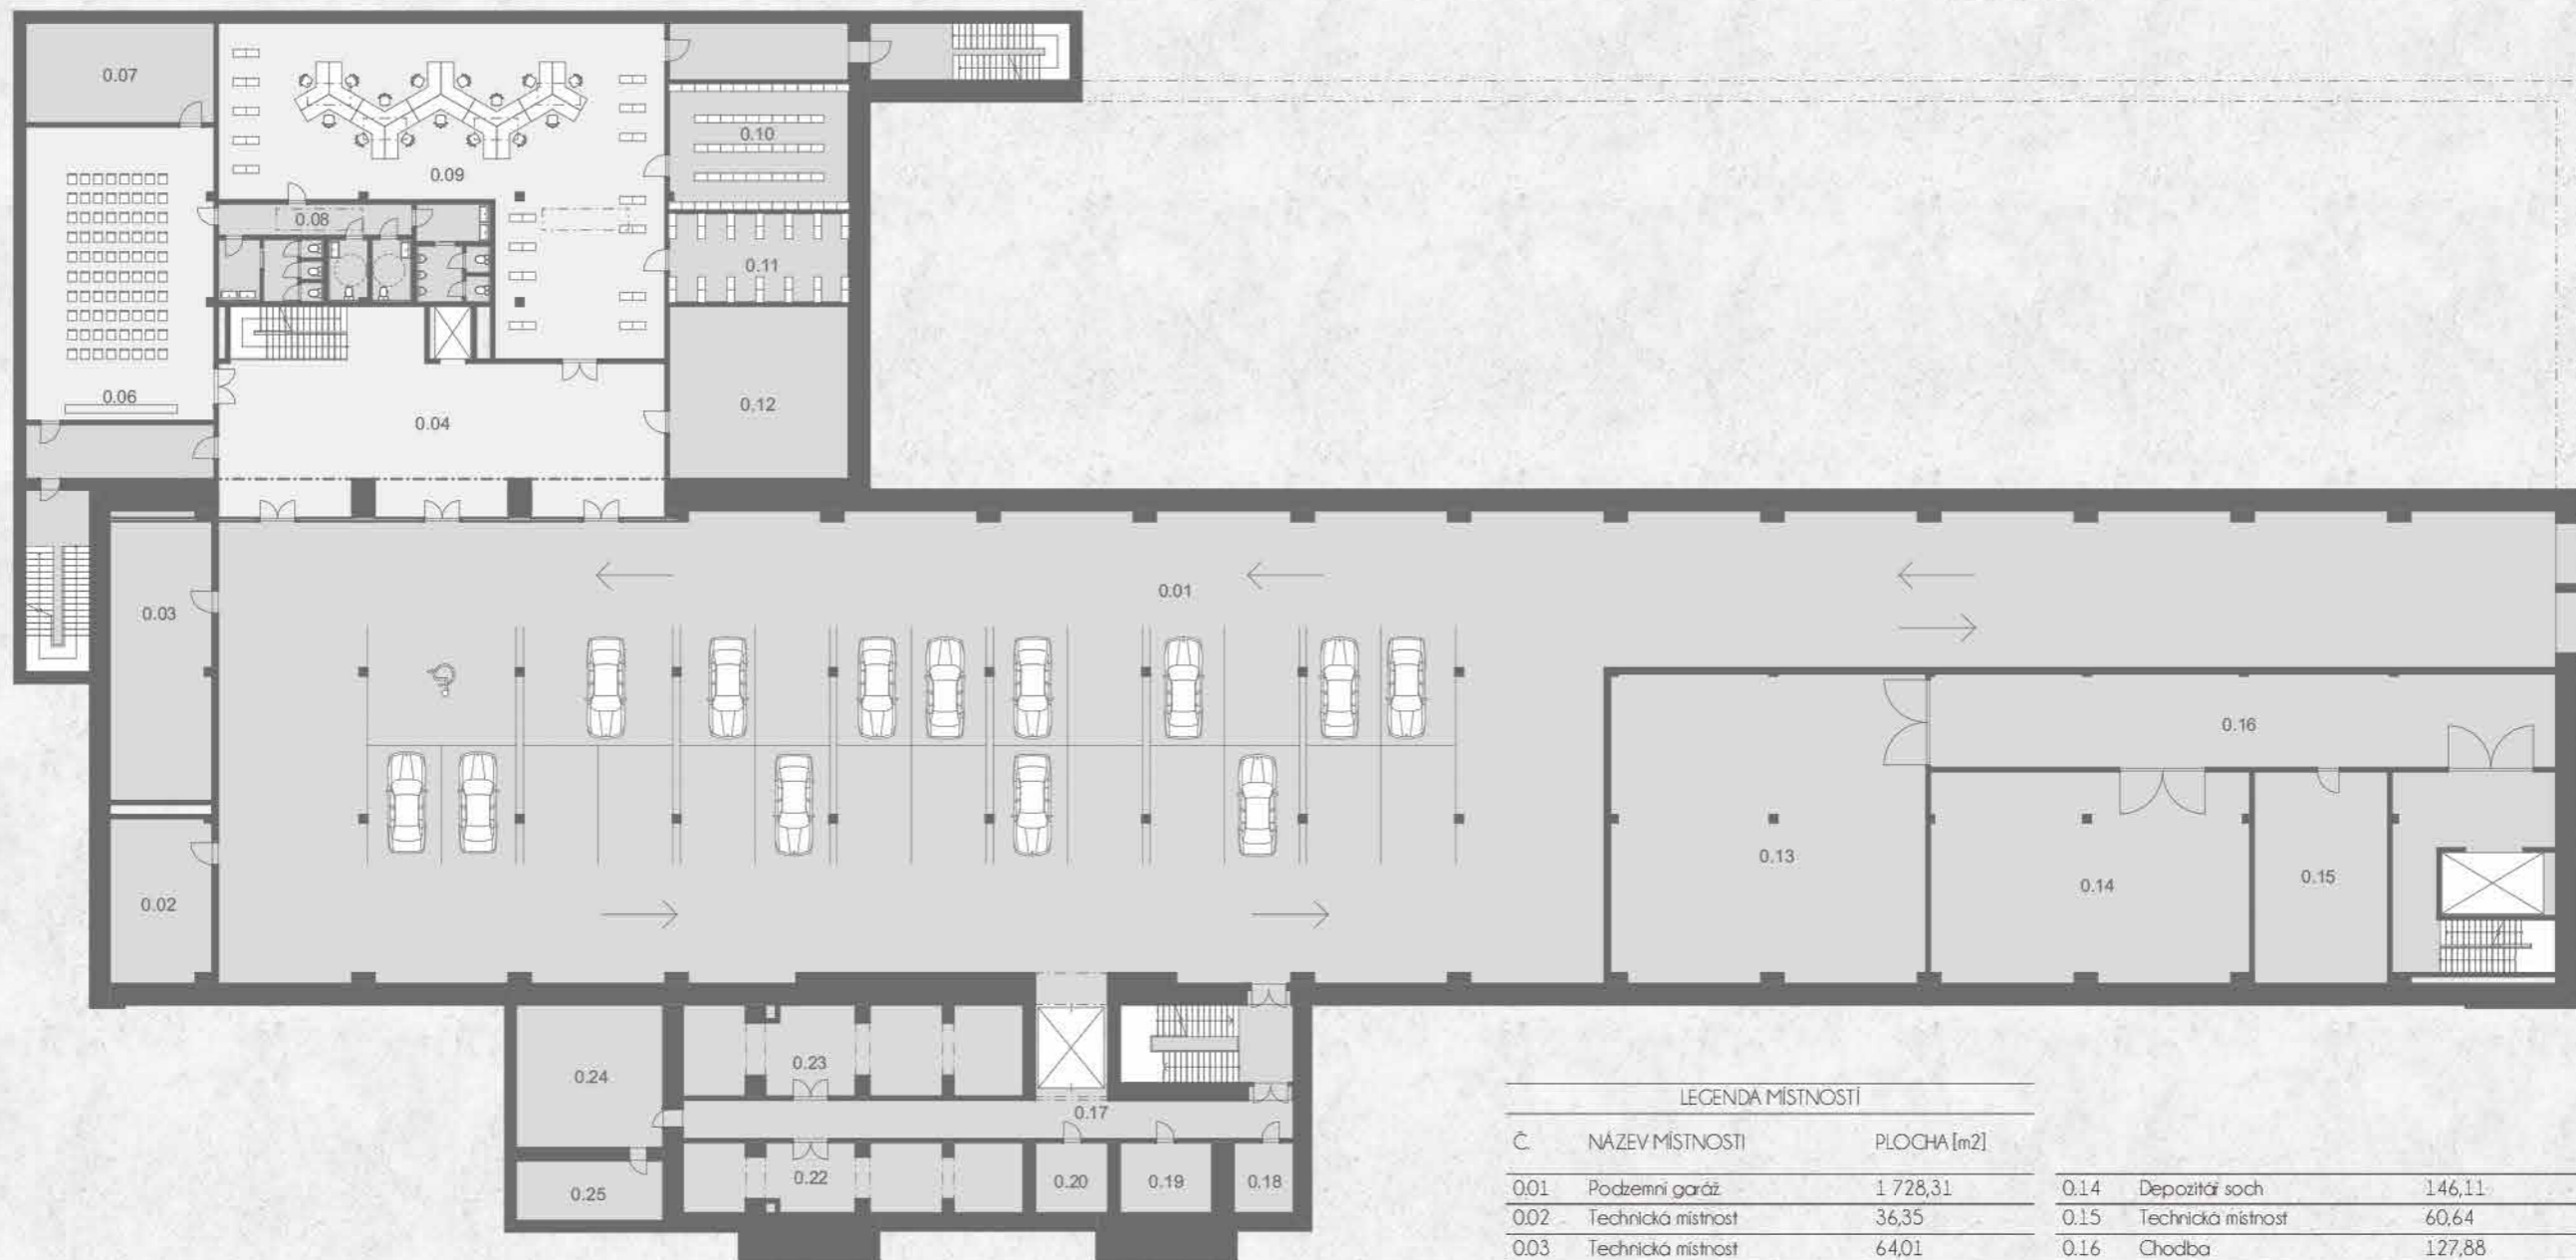 0.07
0.10
0.09
0.08
0.11
0.06
0.12
0.04
0.01
0.03
0.16
0.13
0.15
0.14
0.02
0.23
0.24
0.17
0.22
0.20
0.19
0.18
0.25
LEGENDA MÍSTNOSTÍ
Č. NÁZEV MÍSTNOSTI PLOCHA [m2]
0.01 Podzemní garáž 1 728,31
0.02 Technická místnost 36,35
0.03 Technická místnost 64,01
0.14 Depozitář soch 146,11
0.15 Technická místnost 60,64
0.16 Chodba 127,88